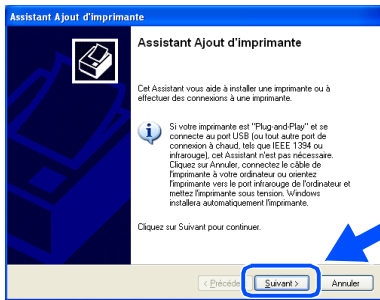 Assistant Ajout d'imprimante
Assistant Ajout d'imprimante
Cet Assistant vous aide à installer une imprimante ou à
effectuer des connexions à une imprimante.
Si votre imprimante est "Plug-and-Play" et se
connecte au port USB (ou tout autre port de
connexion à chaud, tels que IEEE 1394 ou
infrarouge), cet Assistant n'est pas nécessaire.
Cliquez sur Annuler, connectez le câble de
l'imprimante à votre ordinateur ou orientez
l'imprimante vers le port infrarouge de l'ordinateur et
mettez l'imprimante sous tension. Windows
installera automatiquement l'imprimante.
Cliquez sur Suivant pour continuer.
< Précéde Suivant > Annuler